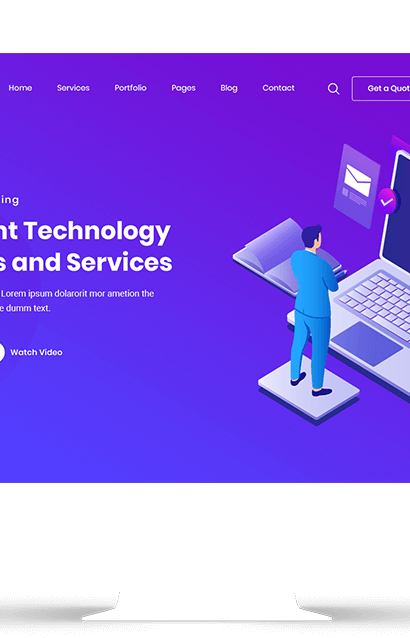 Home Services Portfolio Pages Blog Contact Get a Quot
ing
nt Technology
s and Services
Lorem ipsum dolarorit mor ametion the
e dumm text.
Watch Video